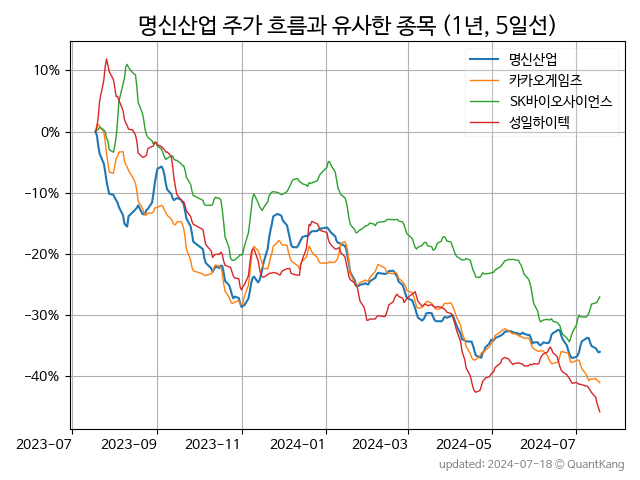 명신산업 주가 흐름과 유사한 종목 (1년, 5일선)
명신산업
카카오게임즈
SK바이오사이언스
성일하이텍
10%
0%
−10%
−20%
−30%
−40%
2023-07 2023-09 2023-11 2024-01 2024-03 2024-05 2024-07
updated: 2024-07-18 © QuantKang